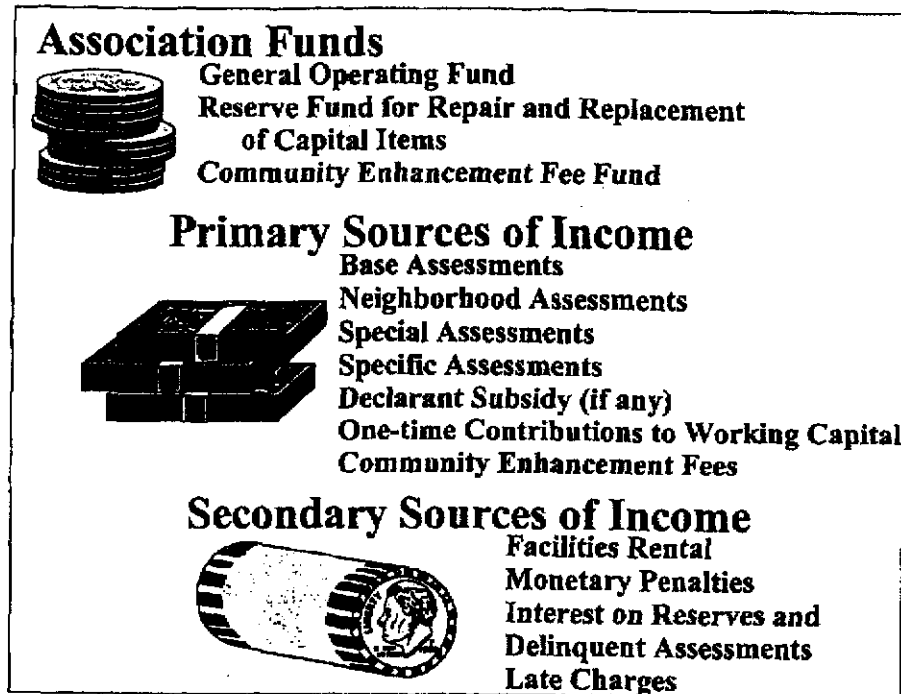 Association Funds
General Operating Fund
Reserve Fund for Repair and Replacement
of Capital Items
Community Enhancement Fee Fund
Primary Sources of Income
Base Assessments
Neighborhood Assessments
Special Assessments
Specific Assessments
Declarant Subsidy (if any)
One-time Contributions to Working Capital
Community Enhancement Fees
Secondary Sources of Income
Facilities Rental
Monetary Penalties
Interest on Reserves and
Delinquent Assessments
Late Charges